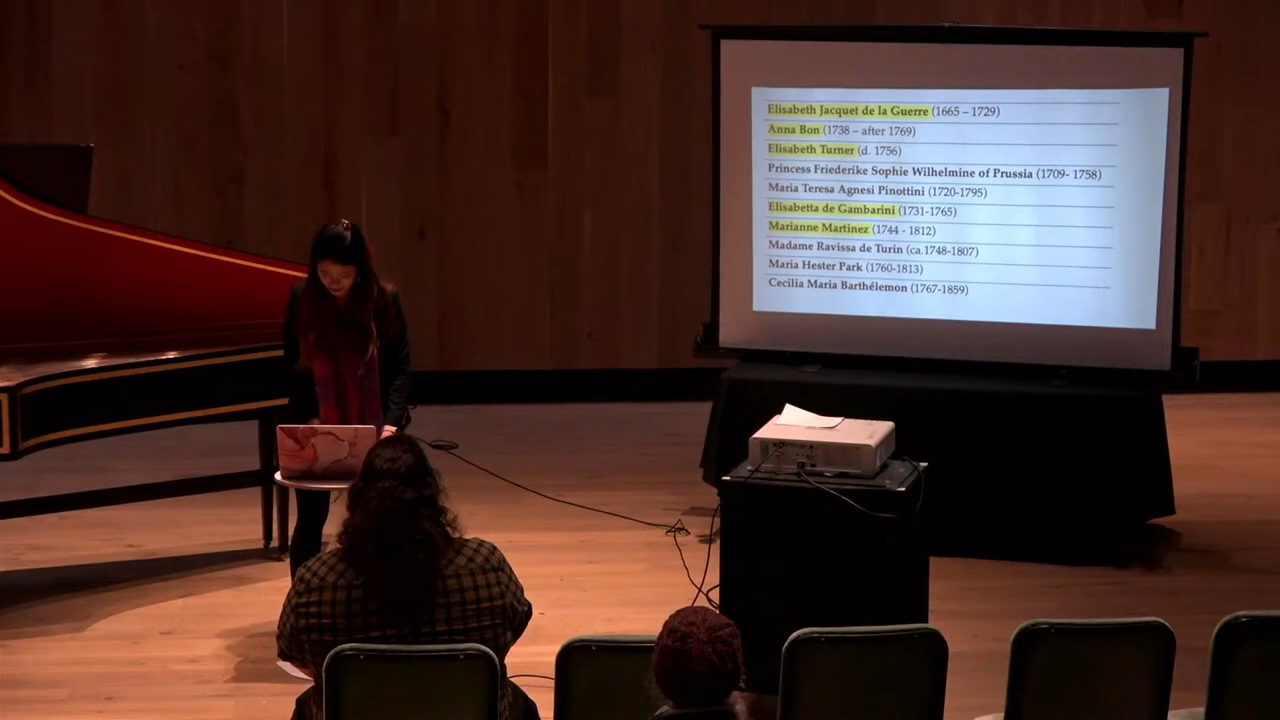 Elisabeth Jacquet de la Guerre (1665 – 1729)
Anna Bon (1738 – after 1769)
Elisabeth Turner (d. 1756)
Princess Friederike Sophie Wilhelmine of Prussia (1709- 1758)
Maria Teresa Agnesi Pinottini (1720-1795)
Elisabetta de Gambarini (1731-1765)
Marianne Martinez (1744 - 1812)
Madame Ravissa de Turin (ca.1748-1807)
Maria Hester Park (1760-1813)
Cecilia Maria Barthélemon (1767-1859)